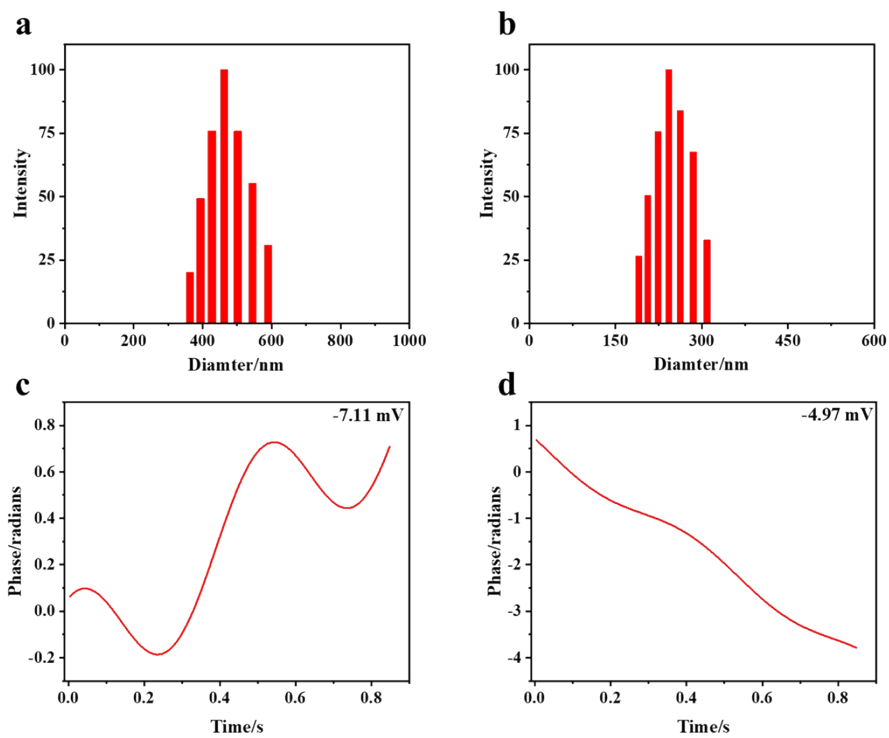 a
100
75
50
25
0
Intensity
0 200 400 600 800 1000
Diamter/nm
b
100
75
50
25
0
Intensity
0 150 300 450 600
Diamter/nm
c
-7.11 mV
0.8
0.6
0.4
0.2
0.0
-0.2
Phase/radians
0.0 0.2 0.4 0.6 0.8
Time/s
d
-4.97 mV
1
0
-1
-2
-3
-4
Phase/radians
0.0 0.2 0.4 0.6 0.8
Time/s